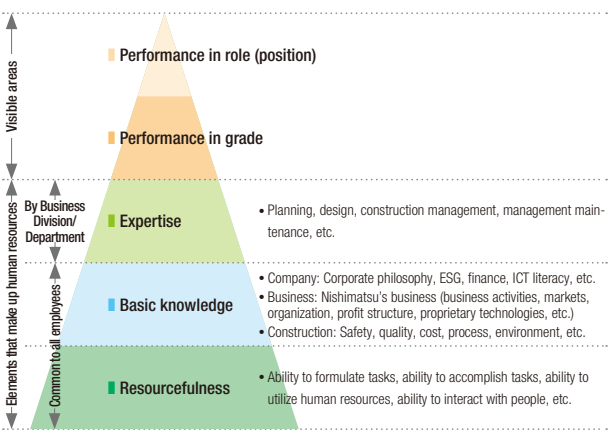 Visible areas
Performance in role (position)
Performance in grade
Elements that make up human resources
By Business
Division/
Department
Expertise
• Planning, design, construction management, management main-
tenance, etc.
Common to all employees
Basic knowledge
• Company: Corporate philosophy, ESG, finance, ICT literacy, etc.
• Business: Nishimatsu's business (business activities, markets,
organization, profit structure, proprietary technologies, etc.)
• Construction: Safety, quality, cost, process, environment, etc.
Resourcefulness
• Ability to formulate tasks, ability to accomplish tasks, ability to
utilize human resources, ability to interact with people, etc.